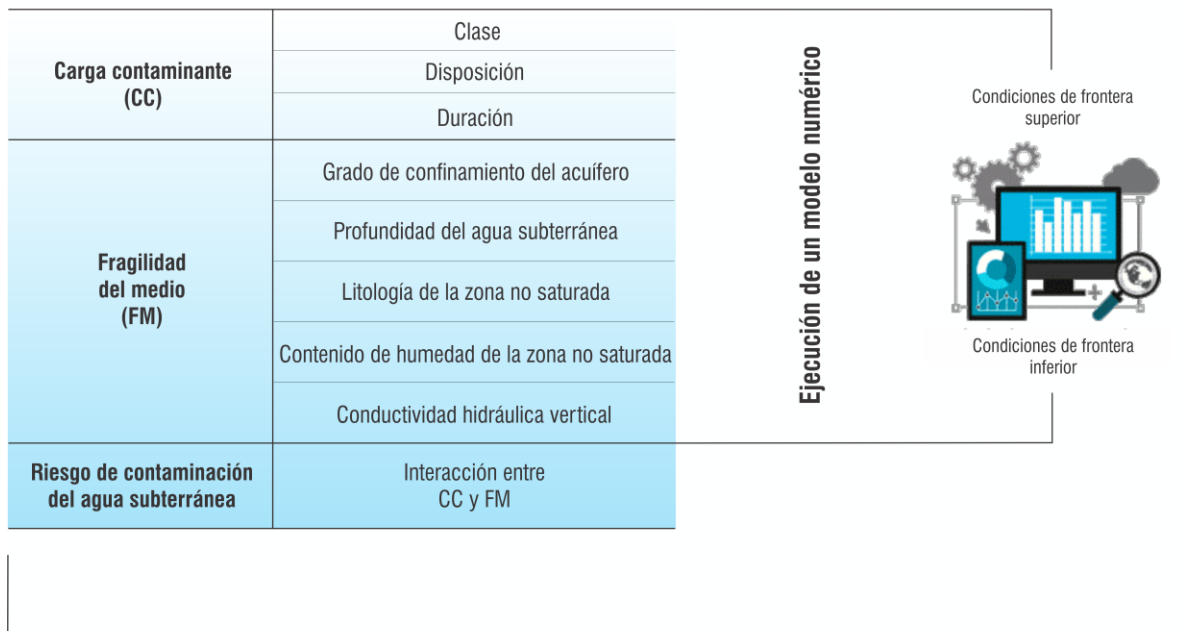 Carga contaminante
(CC)
Clase
Disposición
Duración
Fragilidad
del medio
(FM)
Grado de confinamiento del acuífero
Profundidad del agua subterránea
Litología de la zona no saturada
Contenido de humedad de la zona no saturada
Conductividad hidráulica vertical
Riesgo de contaminación
del agua subterránea
Interacción entre
CC y FM
Ejecución de un modelo numérico
Condiciones de frontera
superior
Condiciones de frontera
inferior